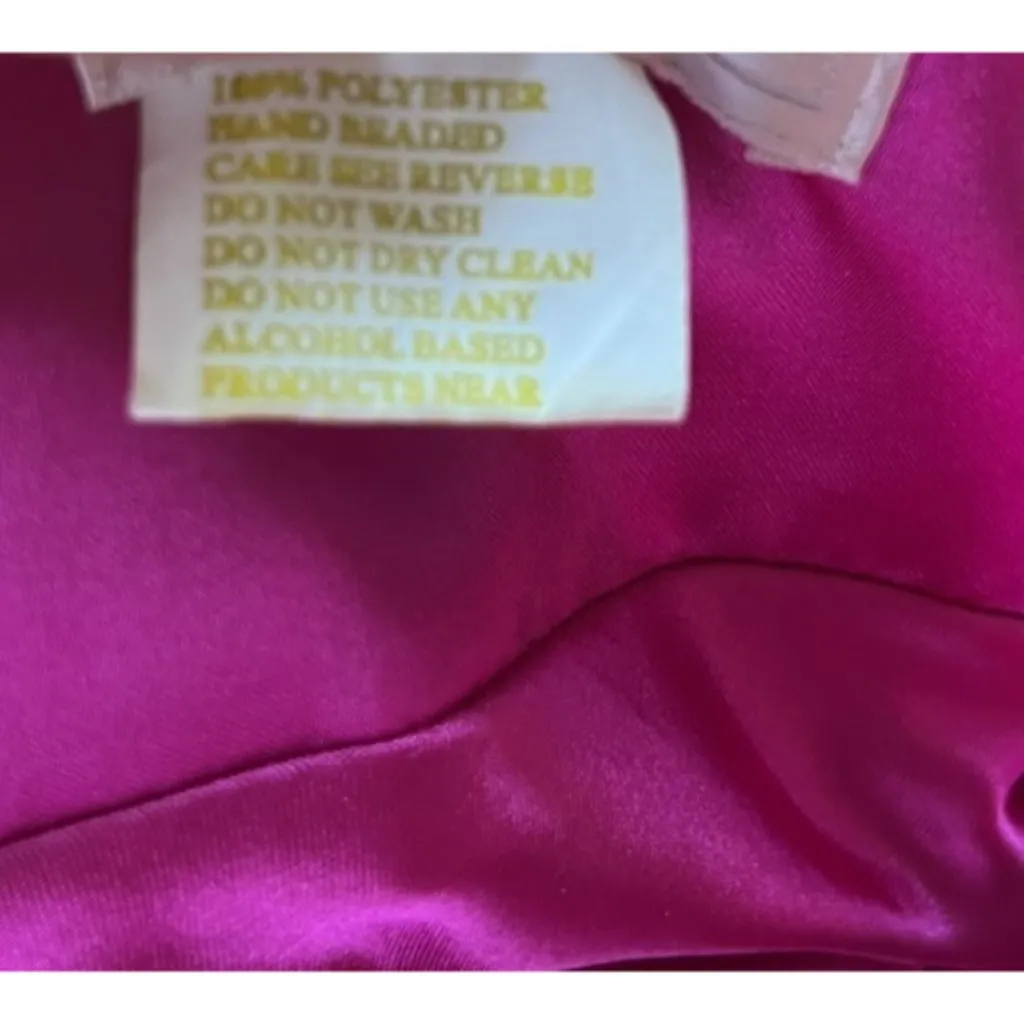 100% POLYESTER
HAND BEADED
CARE SEE REVERSE
DO NOT WASH
DO NOT DRY CLEAN
DO NOT USE ANY
ALCOHOL BASED
PRODUCTS NEAR